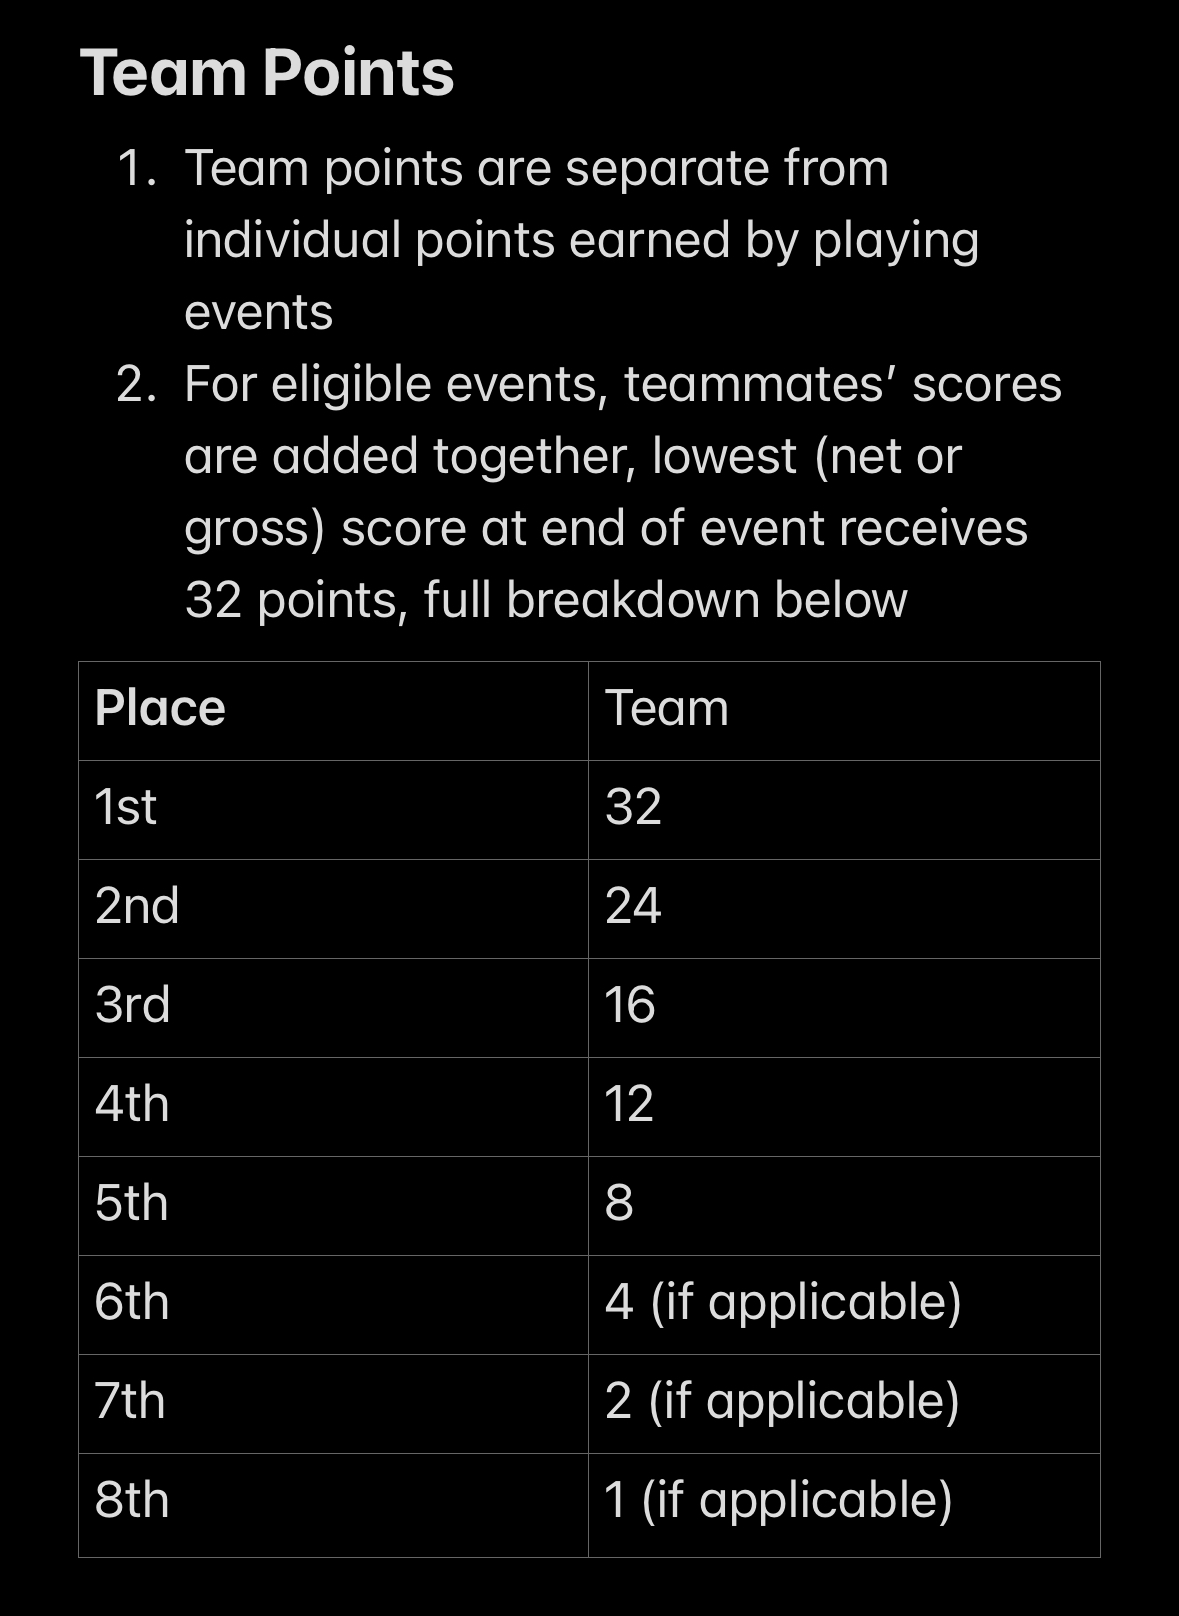 Team Points
1. Team points are separate from
individual points earned by playing
events
2. For eligible events, teammates’ scores
are added together, lowest (net or
gross) score at end of event receives
32 points, full breakdown below
Place Team
1st 32
2nd 24
3rd 16
4th 12
5th 8
6th 4 (if applicable)
7th 2 (if applicable)
8th 1 (if applicable)